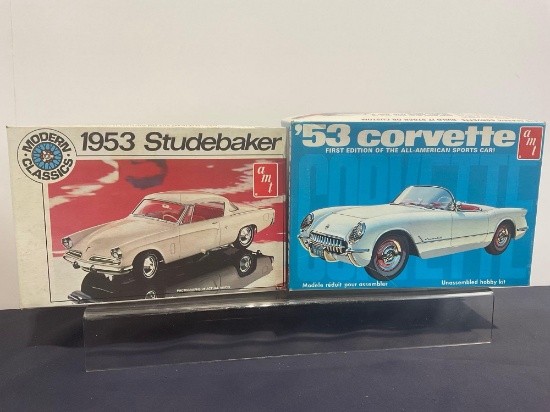 MODERN CLASSICS
1953 Studebaker
amt
'53 corvette
FIRST EDITION OF THE ALL-AMERICAN SPORTS CAR!
amt
CORVETTE
Modèle réduit pour assembler
Unassembled hobby kit